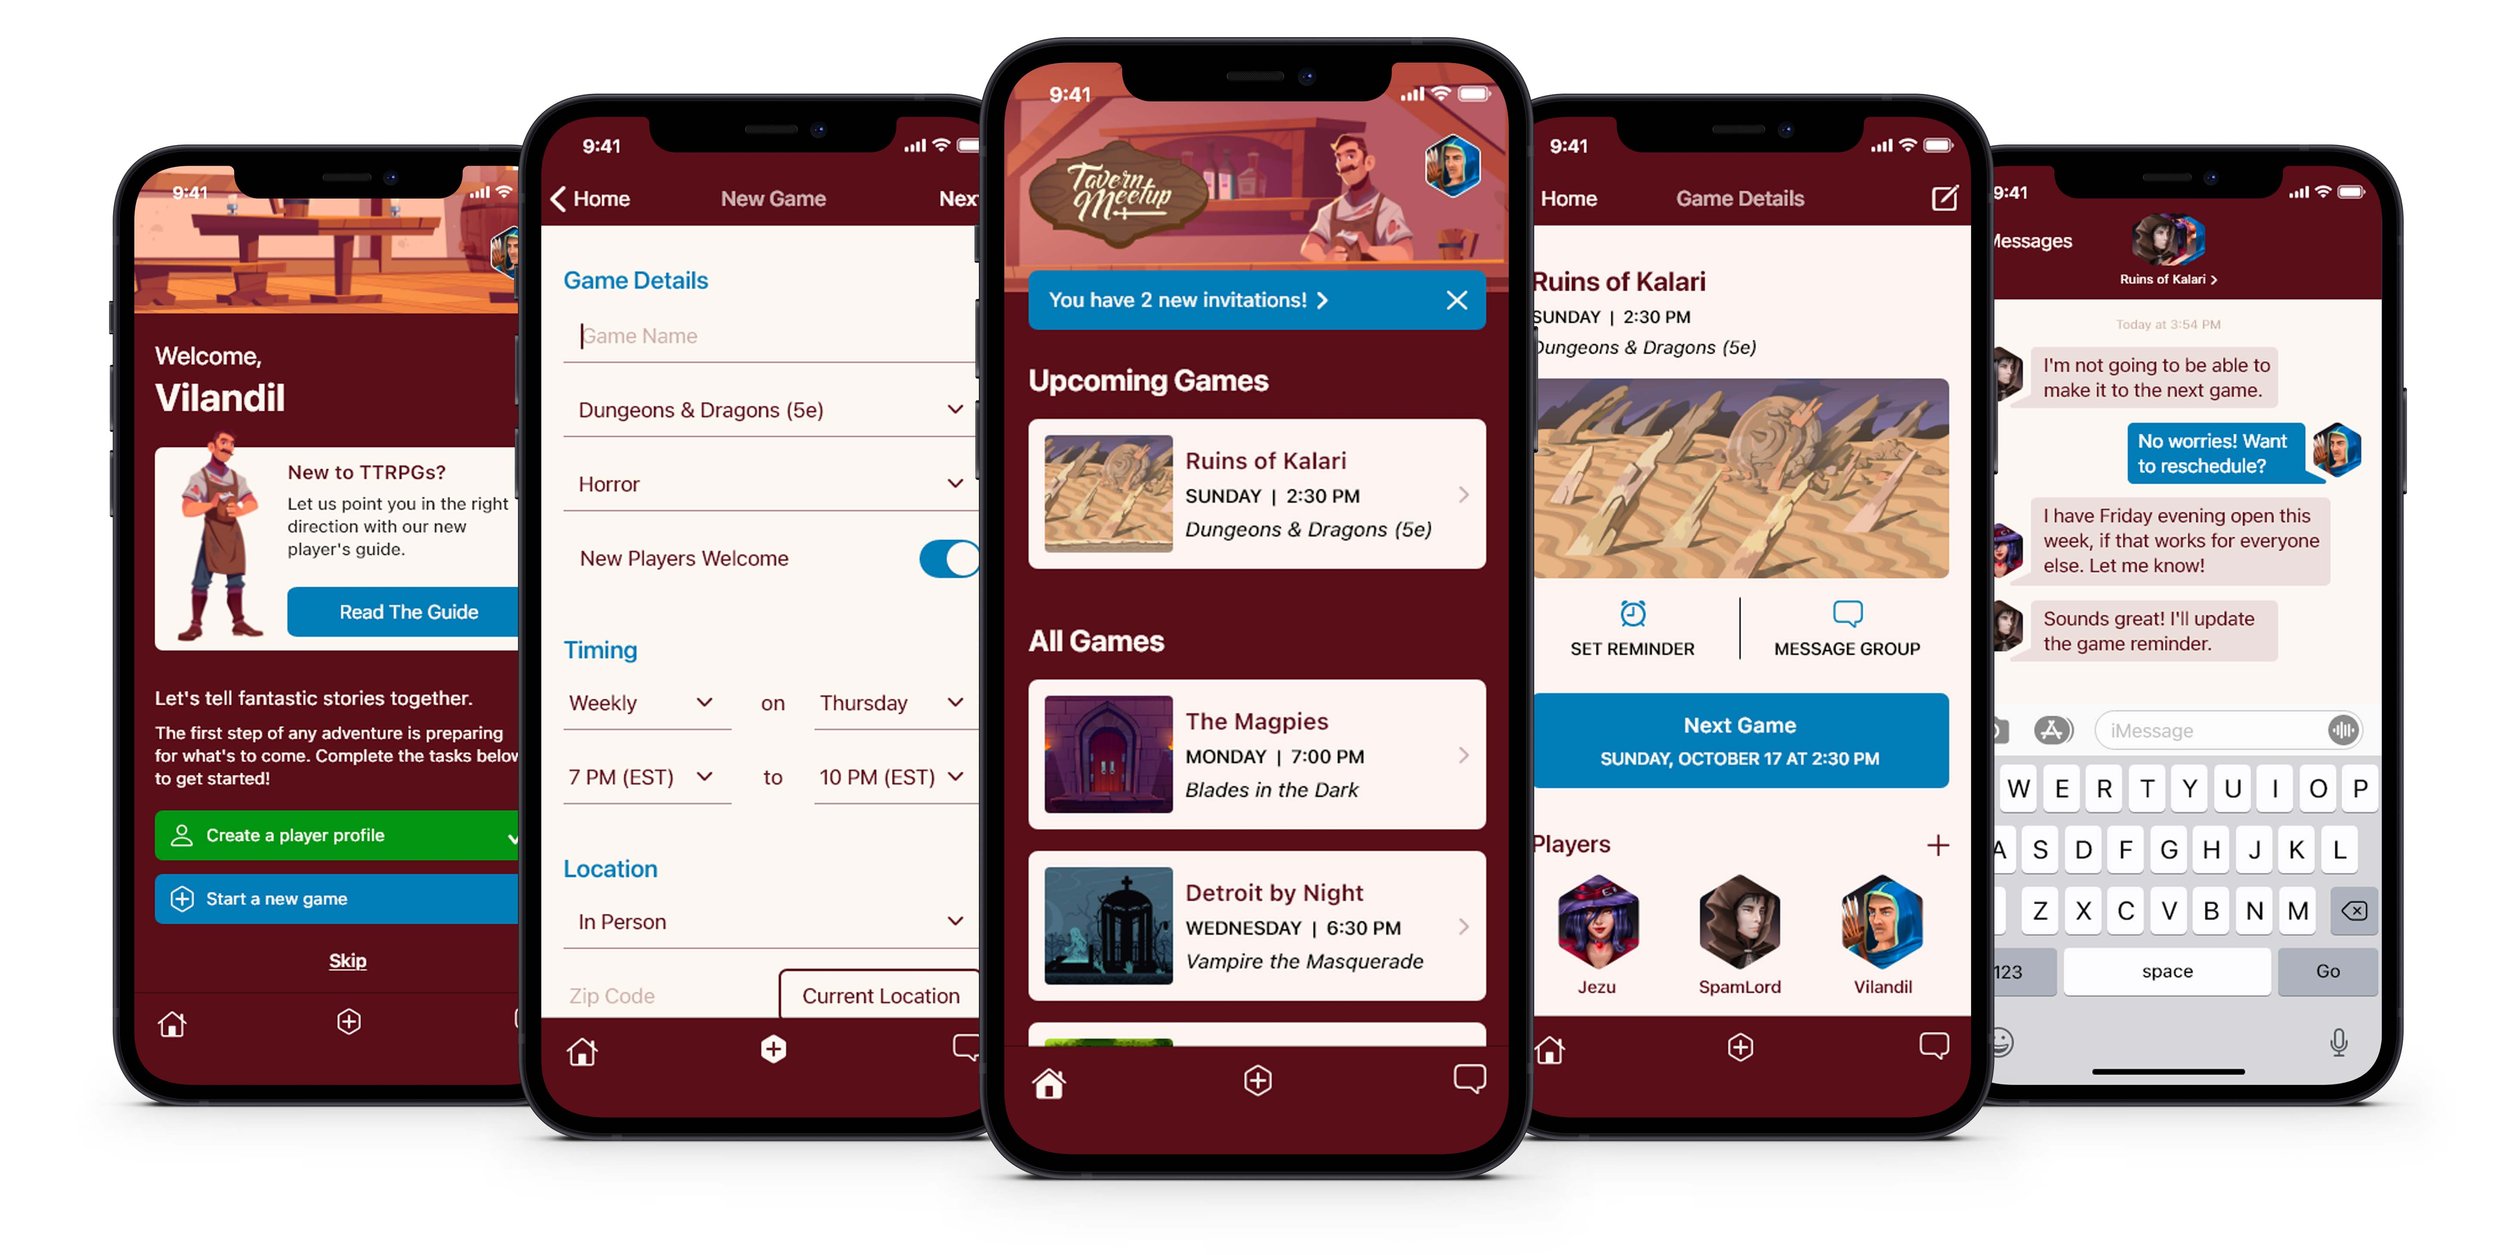 9:41
Welcome,
Vilandil
New to TTRPGs?
Let us point you in the right
direction with our new
player's guide.
Read The Guide
Let's tell fantastic stories together.
The first step of any adventure is preparing
for what's to come. Complete the tasks below
to get started!
Create a player profile
Start a new game
Skip
9:41
Home
New Game
Next
Game Details
Game Name
Dungeons & Dragons (5e)
Horror
New Players Welcome
Timing
Weekly on Thursday
7 PM (EST) to 10 PM (EST)
Location
In Person
Zip Code
Current Location
9:41
Tavern
Meetup
You have 2 new invitations!
Upcoming Games
Ruins of Kalari
SUNDAY | 2:30 PM
Dungeons & Dragons (5e)
All Games
The Magpies
MONDAY | 7:00 PM
Blades in the Dark
Detroit by Night
WEDNESDAY | 6:30 PM
Vampire the Masquerade
9:41
Home
Game Details
Ruins of Kalari
SUNDAY | 2:30 PM
Dungeons & Dragons (5e)
SET REMINDER
MESSAGE GROUP
Next Game
SUNDAY, OCTOBER 17 AT 2:30 PM
Players
Jezu
SpamLord
Vilandil
9:41
Messages
Ruins of Kalari
Today at 3:54 PM
I'm not going to be able to
make it to the next game.
No worries! Want
to reschedule?
I have Friday evening open this
week, if that works for everyone
else. Let me know!
Sounds great! I'll update
the game reminder.
iMessage
W E R T Y U I O P
A S D F G H J K L
Z X C V B N M
123
space
Go